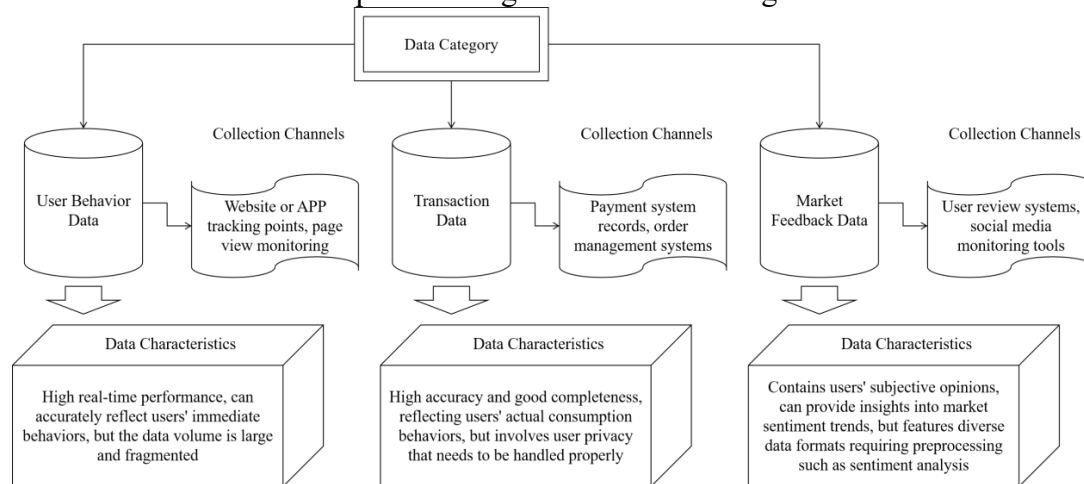 Data Category
Collection Channels
Collection Channels
Collection Channels
User Behavior
Data
Website or APP
tracking points, page
view monitoring
Transaction
Data
Payment system
records, order
management systems
Market
Feedback Data
User review systems,
social media
monitoring tools
Data Characteristics
High real-time performance, can
accurately reflect users' immediate
behaviors, but the data volume is large
and fragmented
Data Characteristics
High accuracy and good completeness,
reflecting users' actual consumption
behaviors, but involves user privacy
that needs to be handled properly
Data Characteristics
Contains users' subjective opinions,
can provide insights into market
sentiment trends, but features diverse
data formats requiring preprocessing
such as sentiment analysis